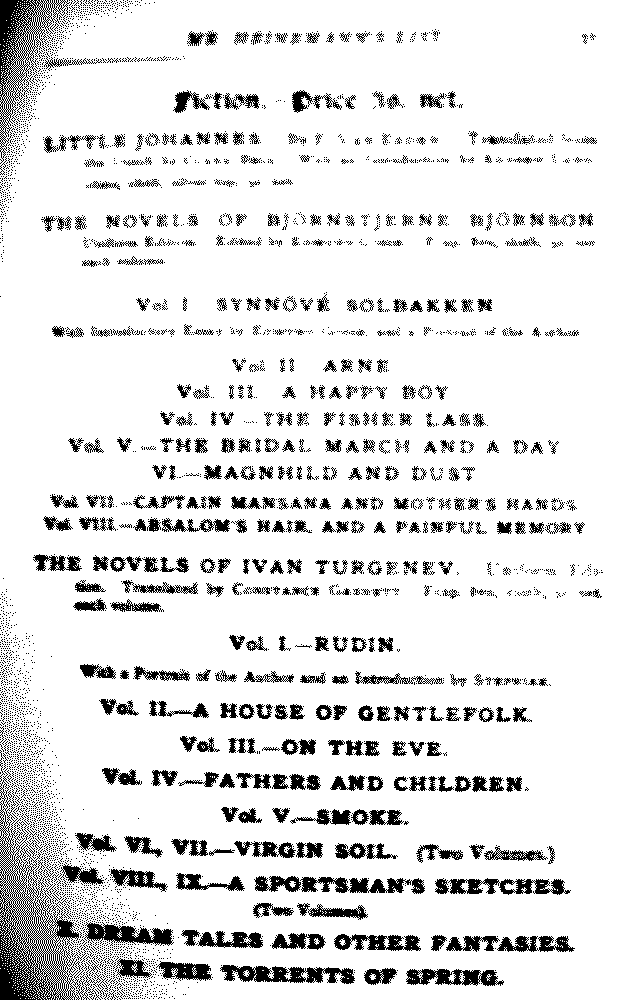 MR HEINEMANN'S LIST
Fiction.—Price 3s. net.
LITTLE JOHANNES By F. Van Eeden Translated from
the Dutch by Clara Bell With an Introduction by Andrew Lang
16mo, cloth, silver top, 3s net
THE NOVELS OF BJÖRNSTJERNE BJÖRNSON
Uniform Edition Edited by Edmund Gosse Fcap. 8vo, cloth, 3s net
each volume
Vol I SYNNÖVÉ SOLBAKKEN
With Introductory Essay by Edmund Gosse, and a Portrait of the Author
Vol II ARNE
Vol. III. A HAPPY BOY
Vol. IV —THE FISHER LASS
Vol. V.—THE BRIDAL MARCH AND A DAY
VI.—MAGNHILD AND DUST
Vol. VII.—CAPTAIN MANSANA AND MOTHER'S HANDS
Vol. VIII.—ABSALOM'S HAIR, AND A PAINFUL MEMORY
THE NOVELS OF IVAN TURGENEV. Uniform Edi-
tion. Translated by Constance Garnett Fcap. 8vo, cloth, 3s net.
each volume.
Vol. I.—RUDIN.
With a Portrait of the Author and an Introduction by Stepniak.
Vol. II.—A HOUSE OF GENTLEFOLK.
Vol. III.—ON THE EVE.
Vol. IV.—FATHERS AND CHILDREN.
Vol. V.—SMOKE.
Vol. VI., VII.—VIRGIN SOIL. (Two Volumes.)
Vol. VIII., IX.—A SPORTSMAN'S SKETCHES.
(Two Volumes).
X. DREAM TALES AND OTHER FANTASIES.
XI. THE TORRENTS OF SPRING.